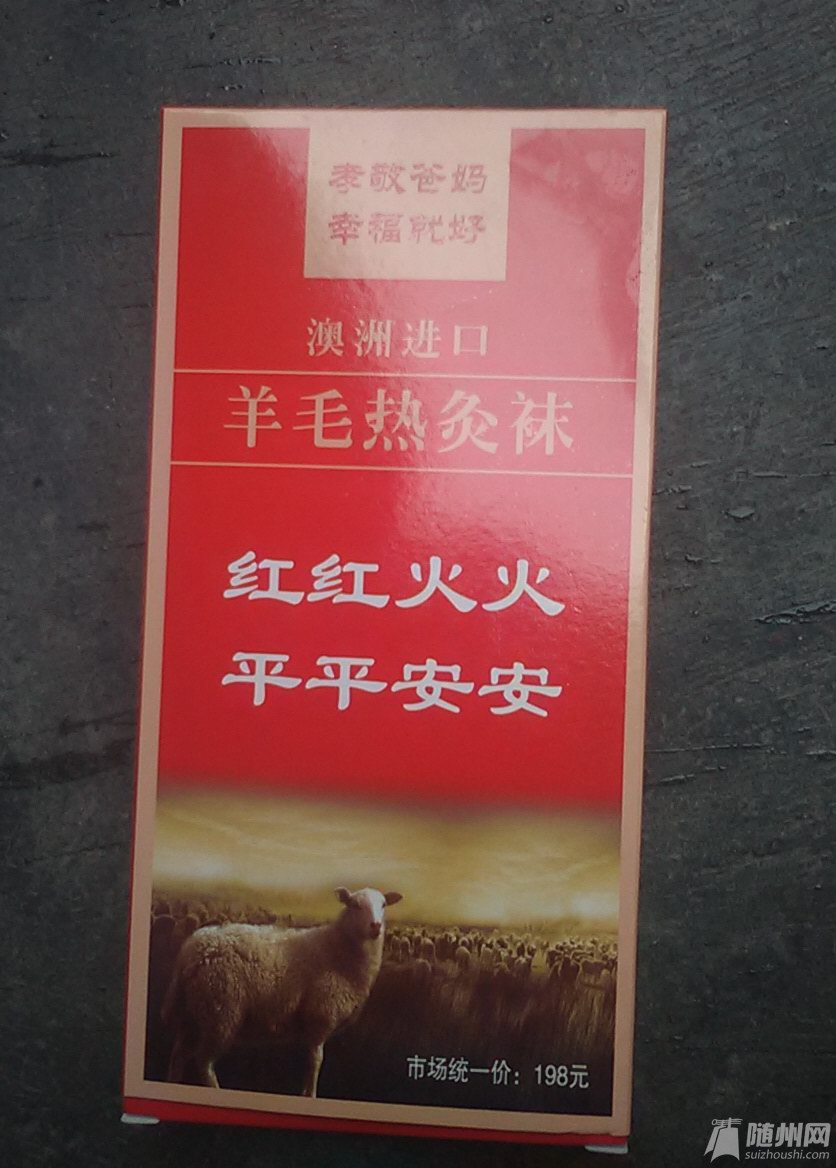 孝敬爸妈
幸福就好
澳洲进口
羊毛热灸袜
红红火火
平平安安
市场统一价：198元
随州网
suizhoushi.com